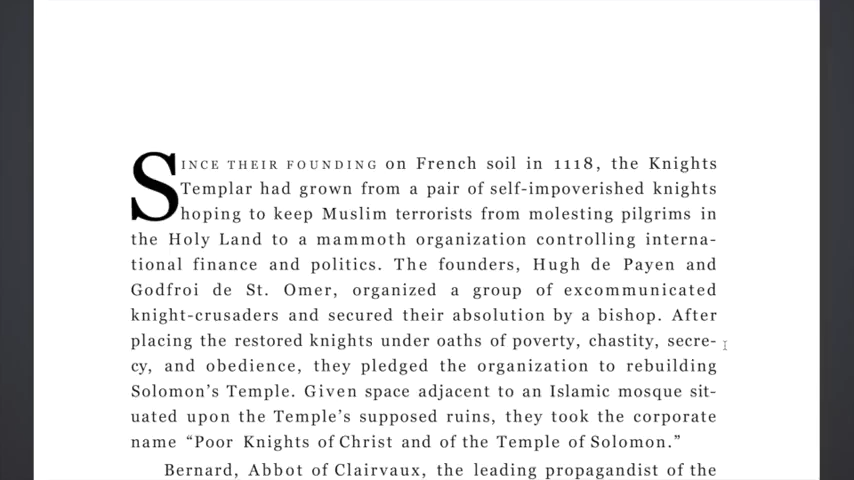 SINCE THEIR FOUNDING on French soil in 1118, the Knights
Templar had grown from a pair of self-impoverished knights
hoping to keep Muslim terrorists from molesting pilgrims in
the Holy Land to a mammoth organization controlling interna-
tional finance and politics. The founders, Hugh de Payen and
Godfroi de St. Omer, organized a group of excommunicated
knight-crusaders and secured their absolution by a bishop. After
placing the restored knights under oaths of poverty, chastity, secre-
cy, and obedience, they pledged the organization to rebuilding
Solomon’s Temple. Given space adjacent to an Islamic mosque sit-
uated upon the Temple’s supposed ruins, they took the corporate
name “Poor Knights of Christ and of the Temple of Solomon.”
Bernard, Abbot of Clairvaux, the leading propagandist of the